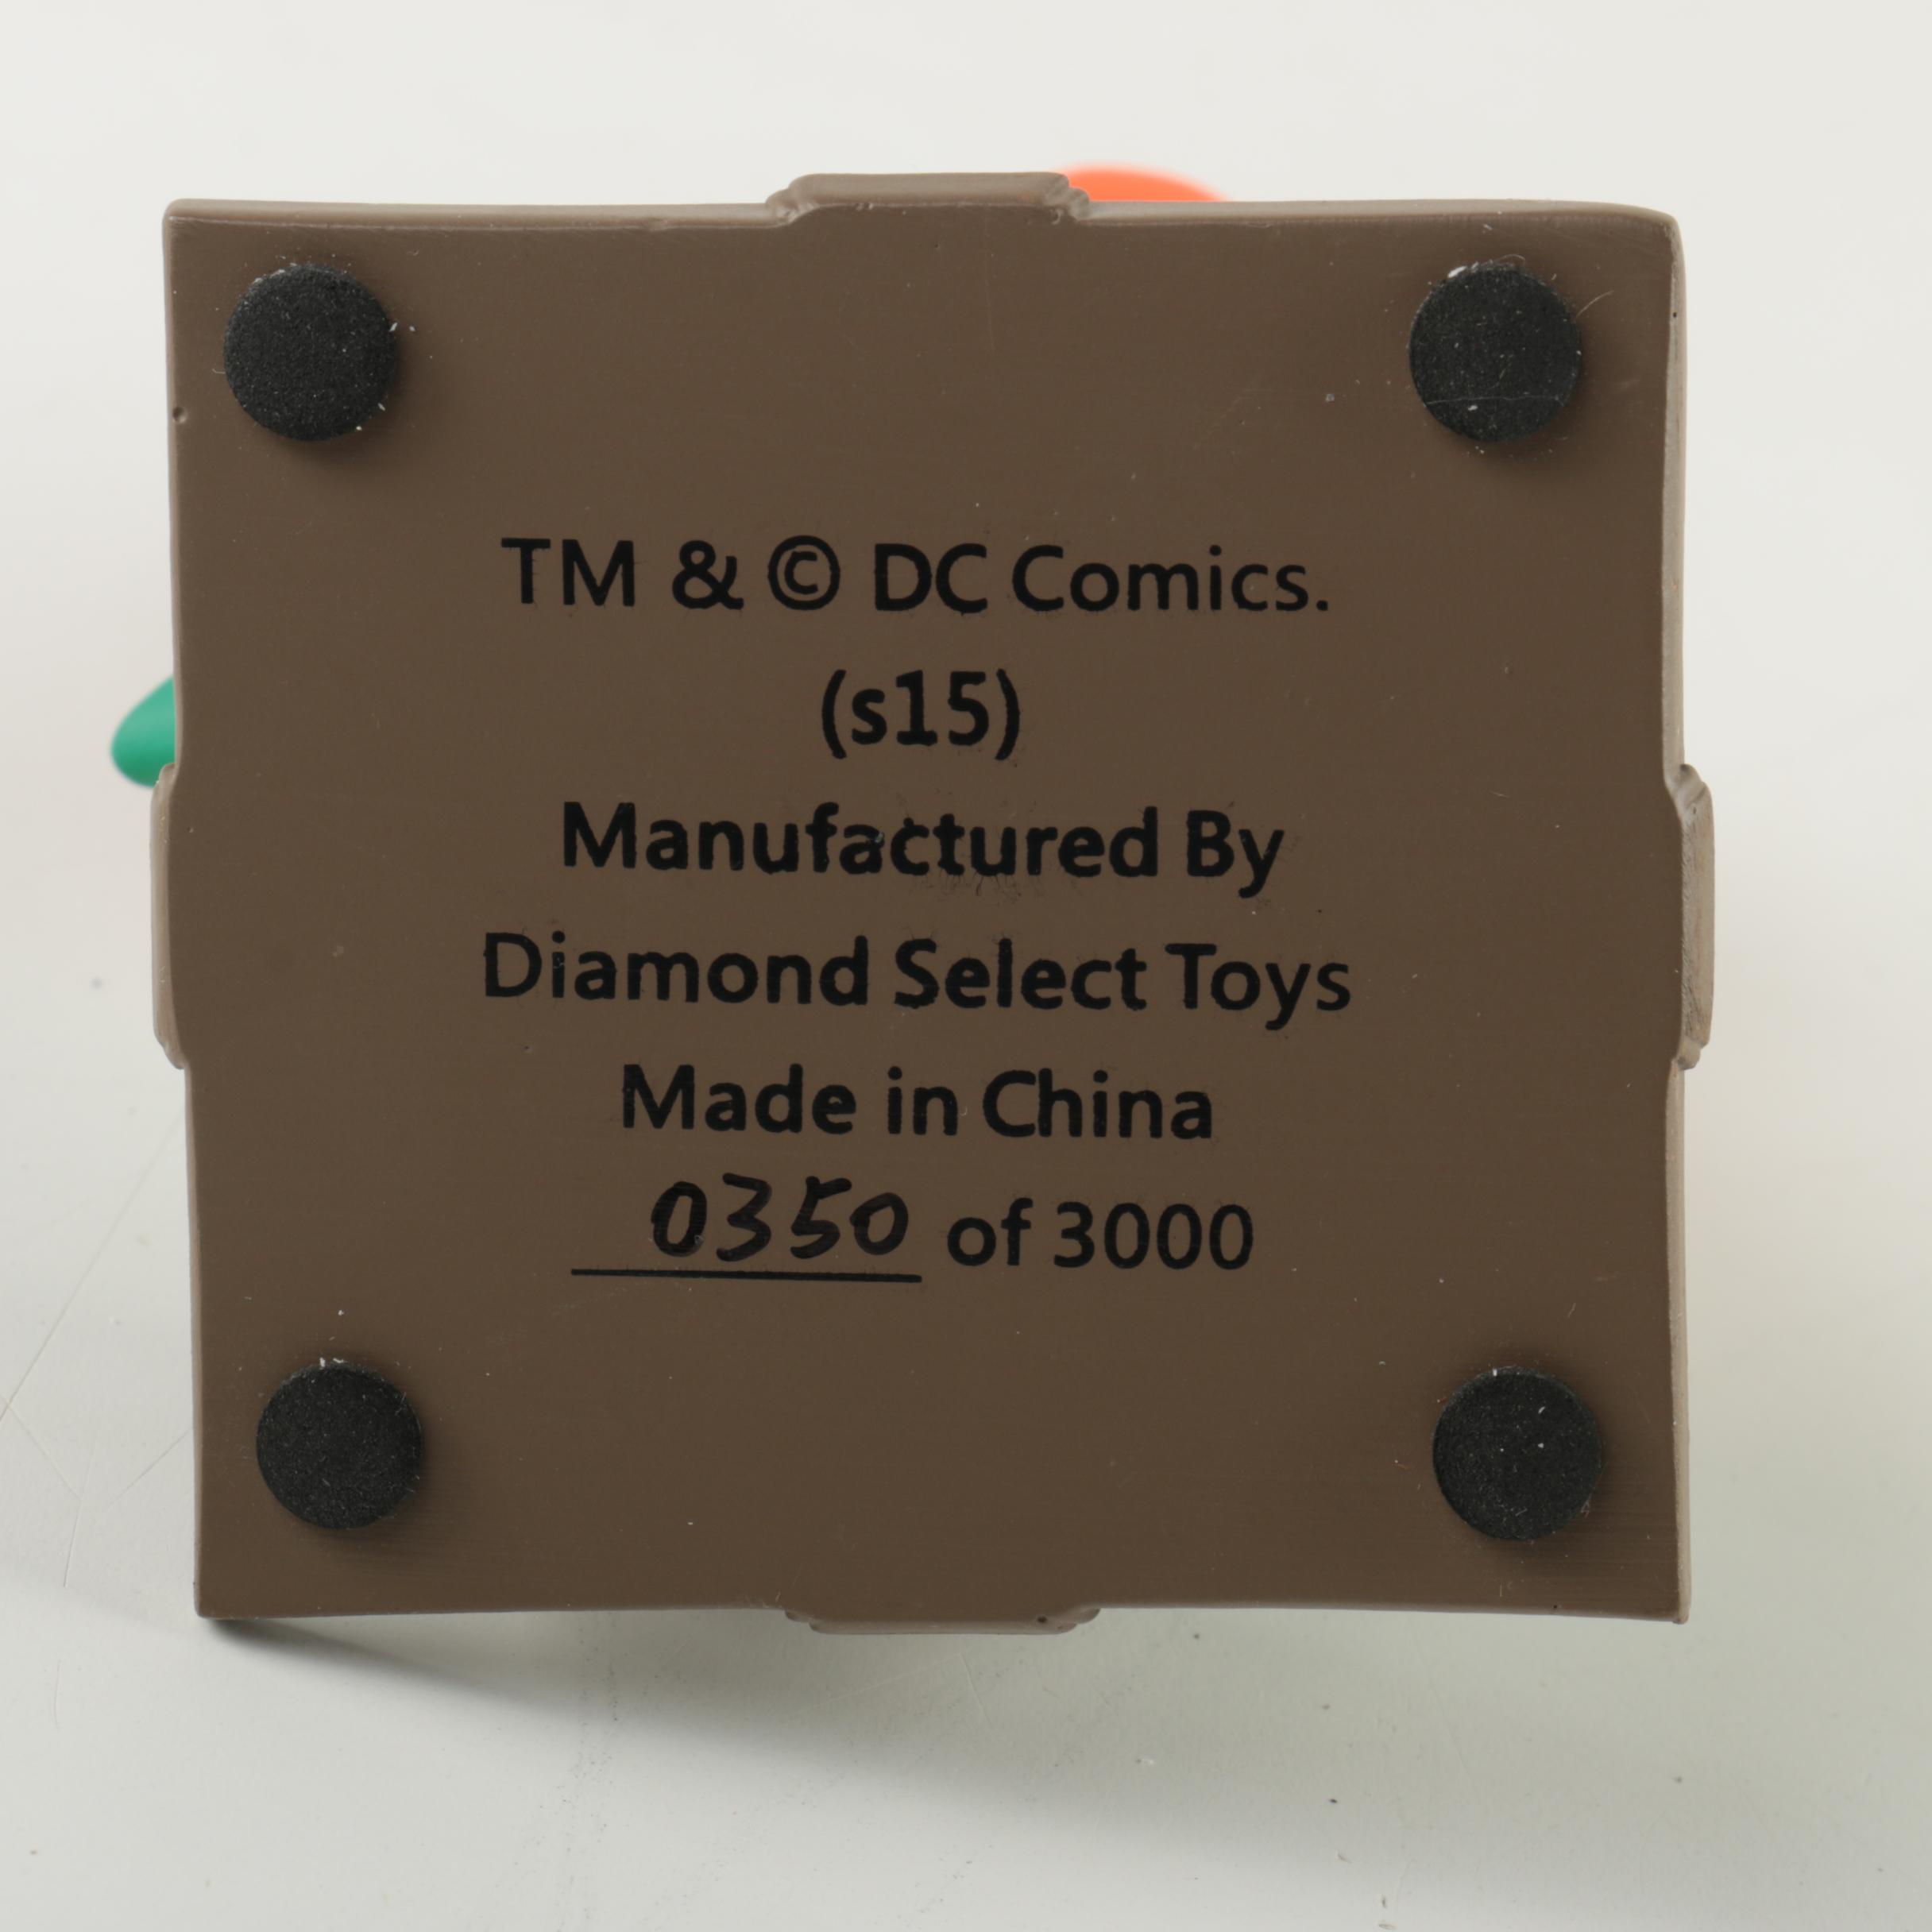 TM & © DC Comics.
(s15)
Manufactured By
Diamond Select Toys
Made in China
0350 of 3000